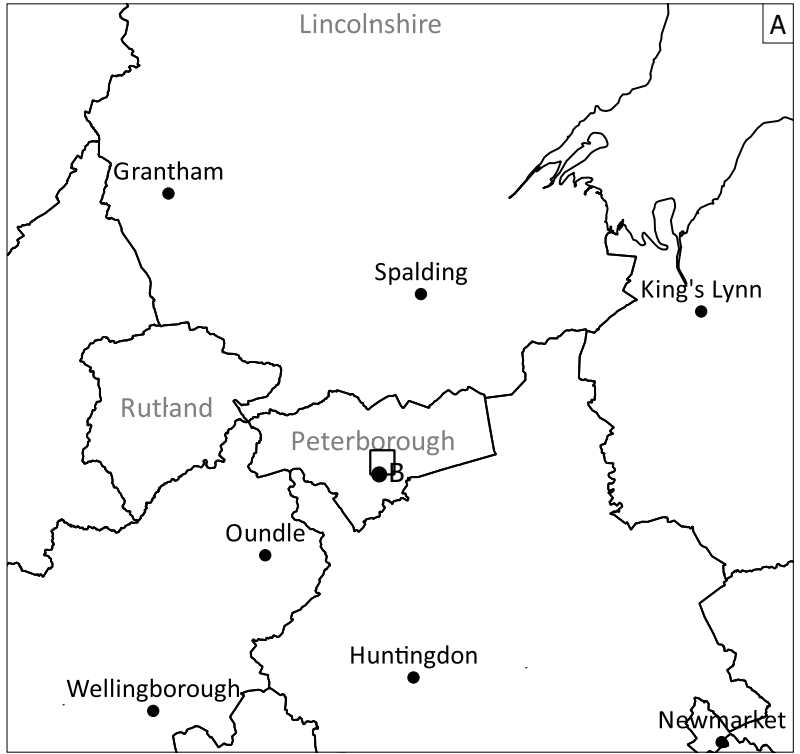 Lincolnshire
A
Grantham
Spalding
King's Lynn
Rutland
Peterborough
B
Oundle
Huntingdon
Wellingborough
Newmarket